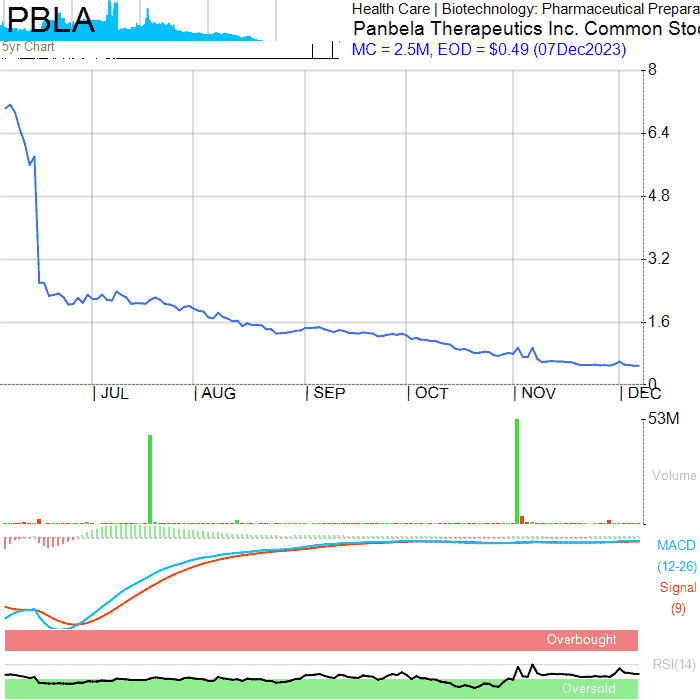 PBLA
Health Care | Biotechnology: Pharmaceutical Prepara
Panbela Therapeutics Inc. Common Stoc
5yr Chart
MC = 2.5M, EOD = $0.49 (07Dec2023)
8
6.4
4.8
3.2
1.6
0
JUL AUG SEP OCT NOV DEC
53M
Volume
MACD
(12-26)
Signal
(9)
Overbought
RSI(14)
Oversold